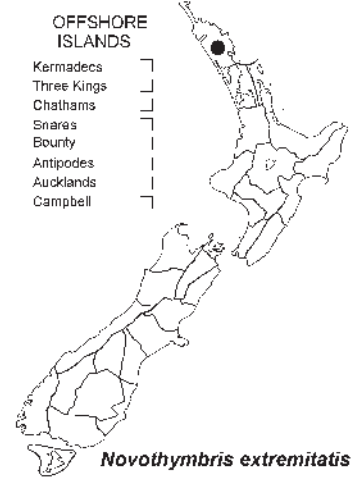 OFFSHORE
ISLANDS
Kermadecs
Three Kings
Chathams
Snares
Bounty
Antipodes
Aucklands
Campbell
Novothymbris extremitatis